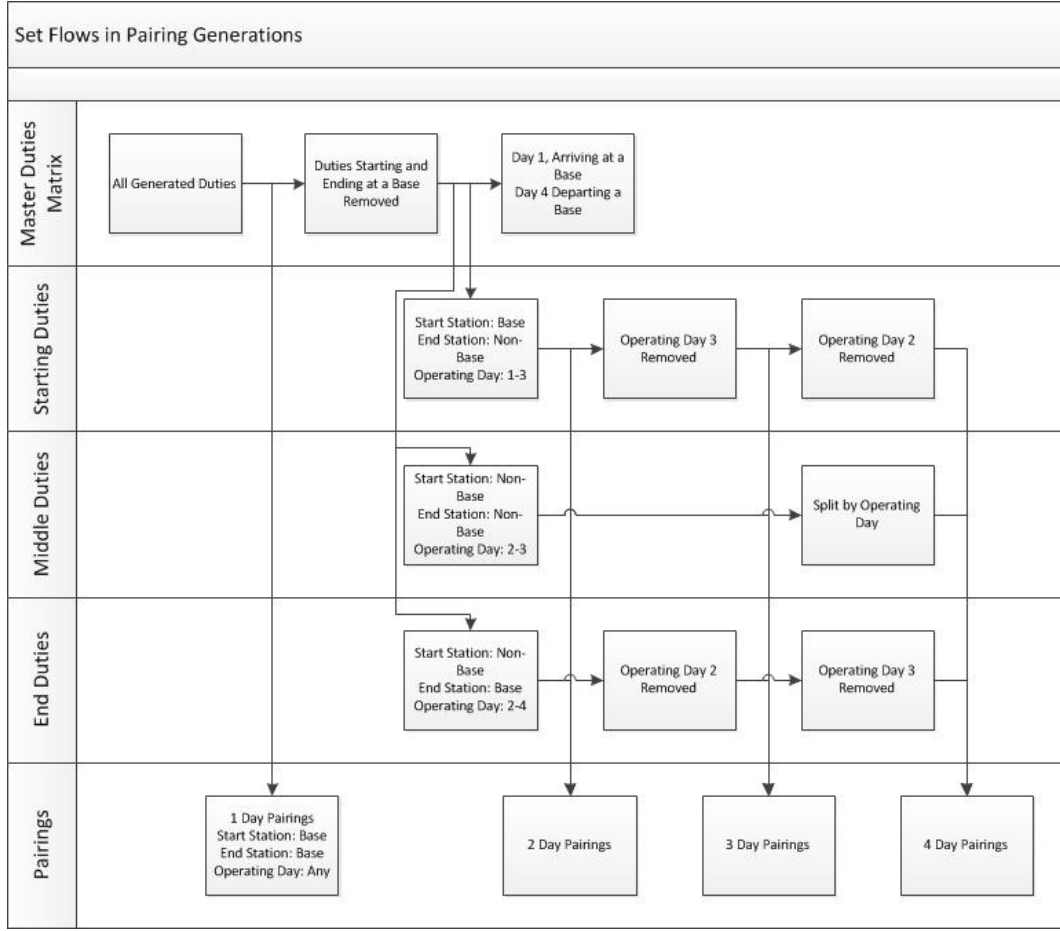 Set Flows in Pairing Generations
Master Duties
Matrix
All Generated Duties
Duties Starting and
Ending at a Base
Removed
Day 1, Arriving at a
Base
Day 4 Departing a
Base
Starting Duties
Start Station: Base
End Station: Non-
Base
Operating Day: 1-3
Operating Day 3
Removed
Operating Day 2
Removed
Middle Duties
Start Station: Non-
Base
End Station: Non-
Base
Operating Day: 2-3
Split by Operating
Day
End Duties
Start Station: Non-
Base
End Station: Base
Operating Day: 2-4
Operating Day 2
Removed
Operating Day 3
Removed
Pairings
1 Day Pairings
Start Station: Base
End Station: Base
Operating Day: Any
2 Day Pairings
3 Day Pairings
4 Day Pairings